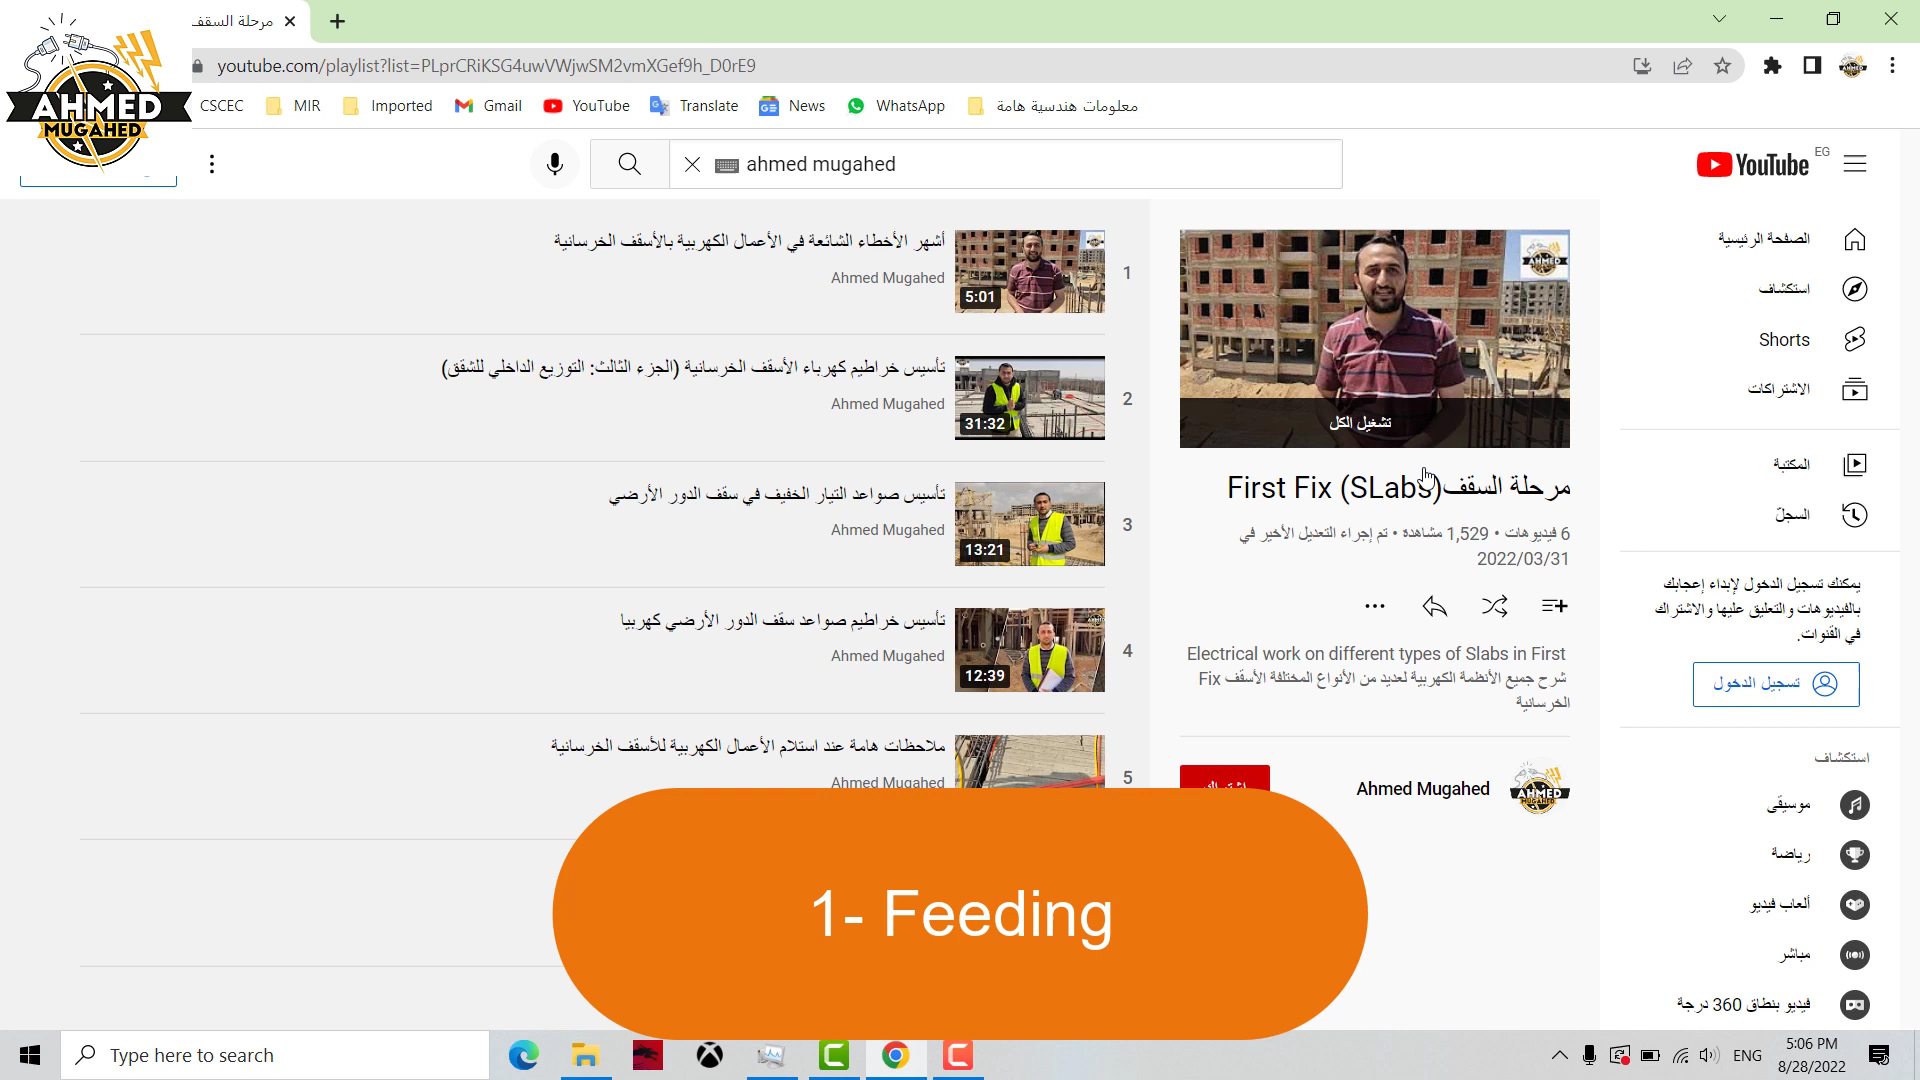 مرحلة السقف
AHMED
MUGAHED
youtube.com/playlist?list=PLprCRiKSG4uwVWjwSM2vmXGef9h_D0rE9
CSCEC MIR Imported Gmail YouTube Translate News WhatsApp معلومات هندسية هامة
ahmed mugahed
YouTube EG
أشهر الأخطاء الشائعة في الأعمال الكهربية بالأسقف الخرسانية
Ahmed Mugahed
5:01
1
تأسيس خراطيم كهرباء الأسقف الخرسانية (الجزء الثالث: التوزيع الداخلي للشقق)
Ahmed Mugahed
31:32
2
تأسيس صواعد التيار الخفيف في سقف الدور الأرضي
Ahmed Mugahed
13:21
3
تأسيس خراطيم صواعد سقف الدور الأرضي كهربيا
Ahmed Mugahed
12:39
4
ملاحظات هامة عند استلام الأعمال الكهربية للأسقف الخرسانية
Ahmed Mugahed
5
تشغيل الكل
مرحلة السقف(First Fix (SLabs
6 فيديوهات • 1,529 مشاهدة • تم إجراء التعديل الأخير في
2022/03/31
Electrical work on different types of Slabs in First
Fix شرح جميع الأنظمة الكهربية لعديد من الأنواع المختلفة الأسقف
الخرسانية
Ahmed Mugahed
AHMED
MUGAHED
الصفحة الرئيسية
استكشاف
Shorts
الاشتراكات
المكتبة
السجلّ
يمكنك تسجيل الدخول لإبداء إعجابك
بالفيديوهات والتعليق عليها والاشتراك
في القنوات.
تسجيل الدخول
استكشاف
موسيقى
رياضة
ألعاب فيديو
مباشر
فيديو بنطاق 360 درجة
1- Feeding
Type here to search
ENG
5:06 PM
8/28/2022